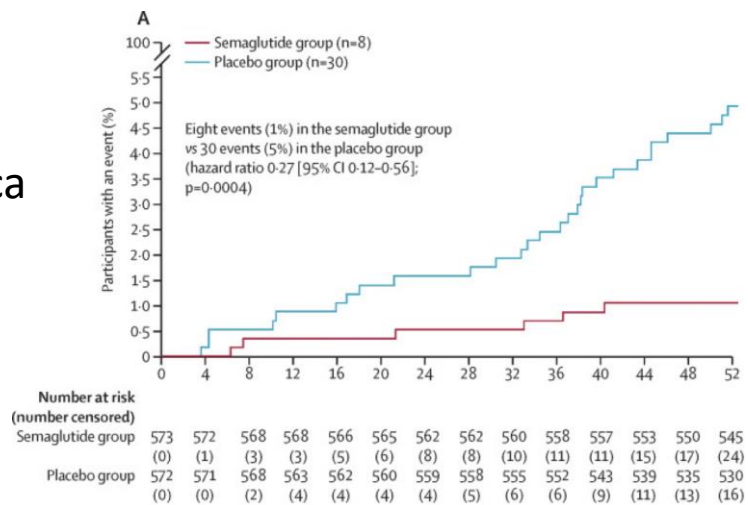 A
ca
Semaglutide group (n=8)
Placebo group (n=30)
Eight events (1%) in the semaglutide group
vs 30 events (5%) in the placebo group
(hazard ratio 0·27 [95% CI 0·12–0·56];
p=0·0004)
Participants with an event (%)
100
5·5
5·0
4·5
4·0
3·5
3·0
2·5
2·0
1·5
1·0
0·5
0
0 4 8 12 16 20 24 28 32 36 40 44 48 52
Number at risk
(number censored)
Semaglutide group 573 572 568 568 566 565 562 562 560 558 557 553 550 545
(0) (1) (3) (3) (5) (6) (8) (8) (10) (11) (11) (15) (17) (24)
Placebo group 572 571 568 563 562 560 559 558 555 552 543 539 535 530
(0) (0) (2) (4) (4) (4) (4) (5) (6) (6) (9) (11) (13) (16)